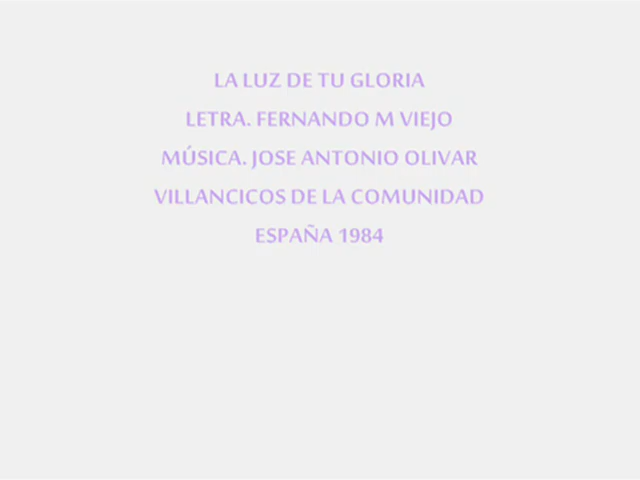 LA LUZ DE TU GLORIA
LETRA. FERNANDO M VIEJO
MÚSICA. JOSE ANTONIO OLIVAR
VILLANCICOS DE LA COMUNIDAD
ESPAÑA 1984